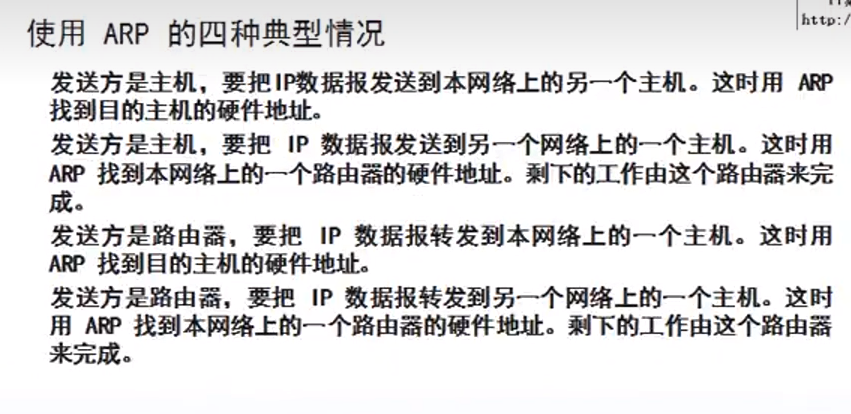 http:/
使用 ARP 的四种典型情况
发送方是主机，要把IP数据报发送到本网络上的另一个主机。这时用 ARP
找到目的主机的硬件地址。
发送方是主机，要把 IP 数据报发送到另一个网络上的一个主机。这时用
ARP 找到本网络上的一个路由器的硬件地址。剩下的工作由这个路由器来完
成。
发送方是路由器，要把 IP 数据报转发到本网络上的一个主机。这时用
ARP 找到目的主机的硬件地址。
发送方是路由器，要把 IP 数据报转发到另一个网络上的一个主机。这时
用 ARP 找到本网络上的一个路由器的硬件地址。剩下的工作由这个路由器
来完成。